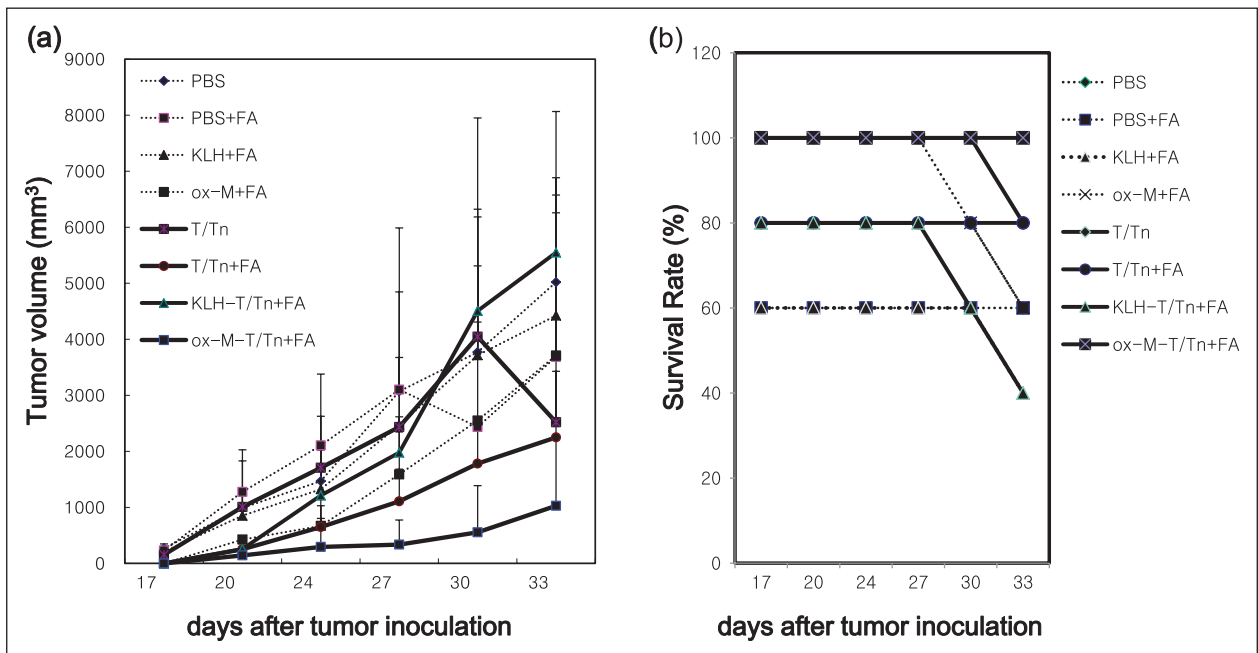 (a)
Tumor volume (mm³)
9000
8000
7000
6000
5000
4000
3000
2000
1000
0
PBS
PBS+FA
KLH+FA
ox-M+FA
T/Tn
T/Tn+FA
KLH-T/Tn+FA
ox-M-T/Tn+FA
17 20 24 27 30 33
days after tumor inoculation
(b)
Survival Rate (%)
120
100
80
60
40
20
0
17 20 24 27 30 33
days after tumor inoculation
PBS
PBS+FA
KLH+FA
ox-M+FA
T/Tn
T/Tn+FA
KLH-T/Tn+FA
ox-M-T/Tn+FA